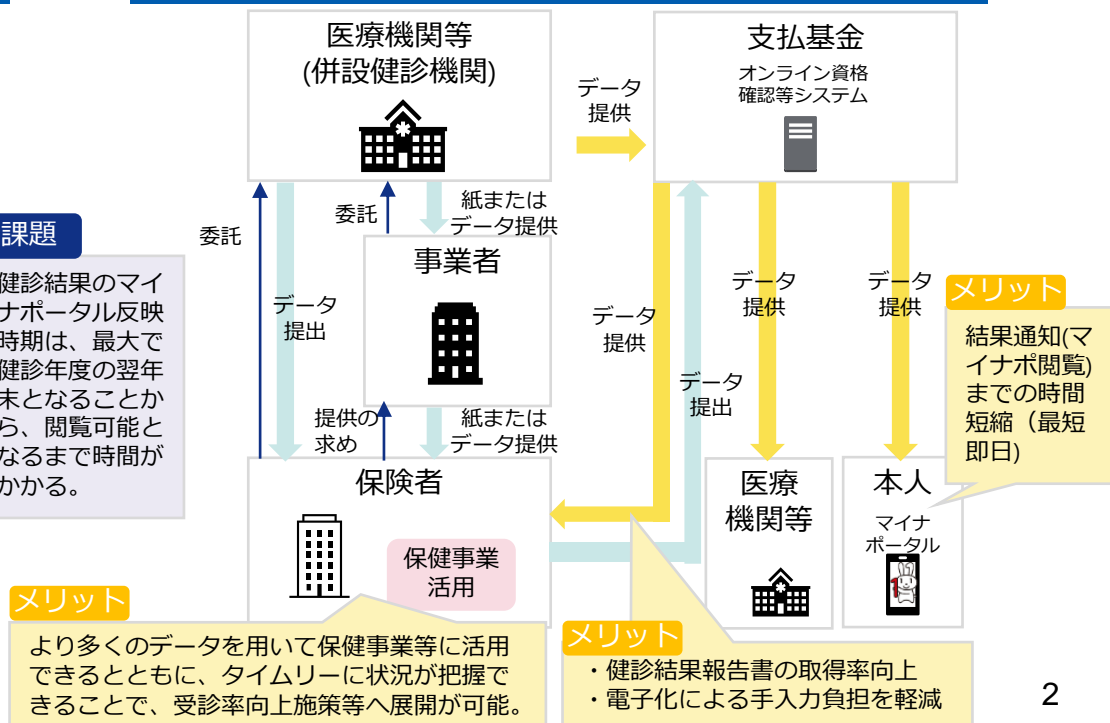 医療機関等
(併設健診機関)
支払基金
オンライン資格
確認等システム
データ
提供
委託
委託
紙または
データ提供
事業者
データ
提出
提供の
求め
紙または
データ提供
データ
提供
データ
提出
データ
提供
データ
提供
課題
健診結果のマイ
ナポータル反映
時期は、最大で
健診年度の翌年
末となることか
ら、閲覧可能と
なるまで時間が
かかる。
メリット
結果通知(マ
イナポ閲覧)
までの時間
短縮（最短
即日)
保険者
保健事業
活用
医療
機関等
本人
マイナ
ポータル
メリット
より多くのデータを用いて保健事業等に活用
できるとともに、タイムリーに状況が把握で
きることで、受診率向上施策等へ展開が可能。
メリット
・健診結果報告書の取得率向上
・電子化による手入力負担を軽減
2